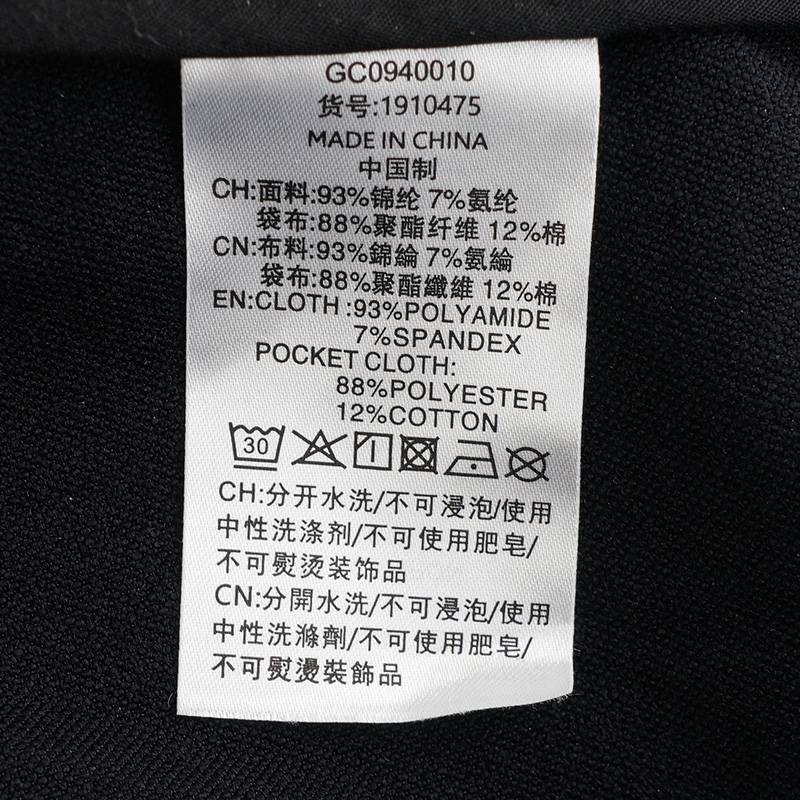 GC0940010
货号:1910475
MADE IN CHINA
中国制
CH:面料:93%锦纶 7%氨纶
袋布:88%聚酯纤维 12%棉
CN:布料:93%錦綸 7%氨綸
袋布:88%聚酯纖維 12%棉
EN:CLOTH :93%POLYAMIDE
7%SPANDEX
POCKET CLOTH:
88%POLYESTER
12%COTTON
30
CH:分开水洗/不可浸泡/使用
中性洗涤剂/不可使用肥皂/
不可熨烫装饰品
CN:分開水洗/不可浸泡/使用
中性洗滌劑/不可使用肥皂/
不可熨燙裝飾品